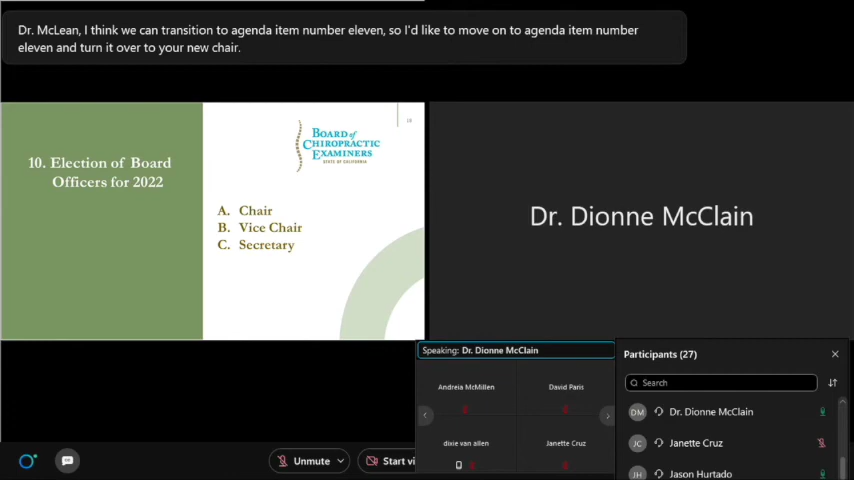 Dr. McLean, I think we can transition to agenda item number eleven, so I'd like to move on to agenda item number
eleven and turn it over to your new chair.
18
BOARD of
CHIROPRACTIC
EXAMINERS
STATE OF CALIFORNIA
10. Election of Board
Officers for 2022
A. Chair
B. Vice Chair
C. Secretary
Dr. Dionne McClain
Speaking: Dr. Dionne McClain
Andreia McMillen
David Paris
dixie van allen
Janette Cruz
Participants (27)
Search
DM Dr. Dionne McClain
JC Janette Cruz
JH Jason Hurtado
Unmute
Start vi